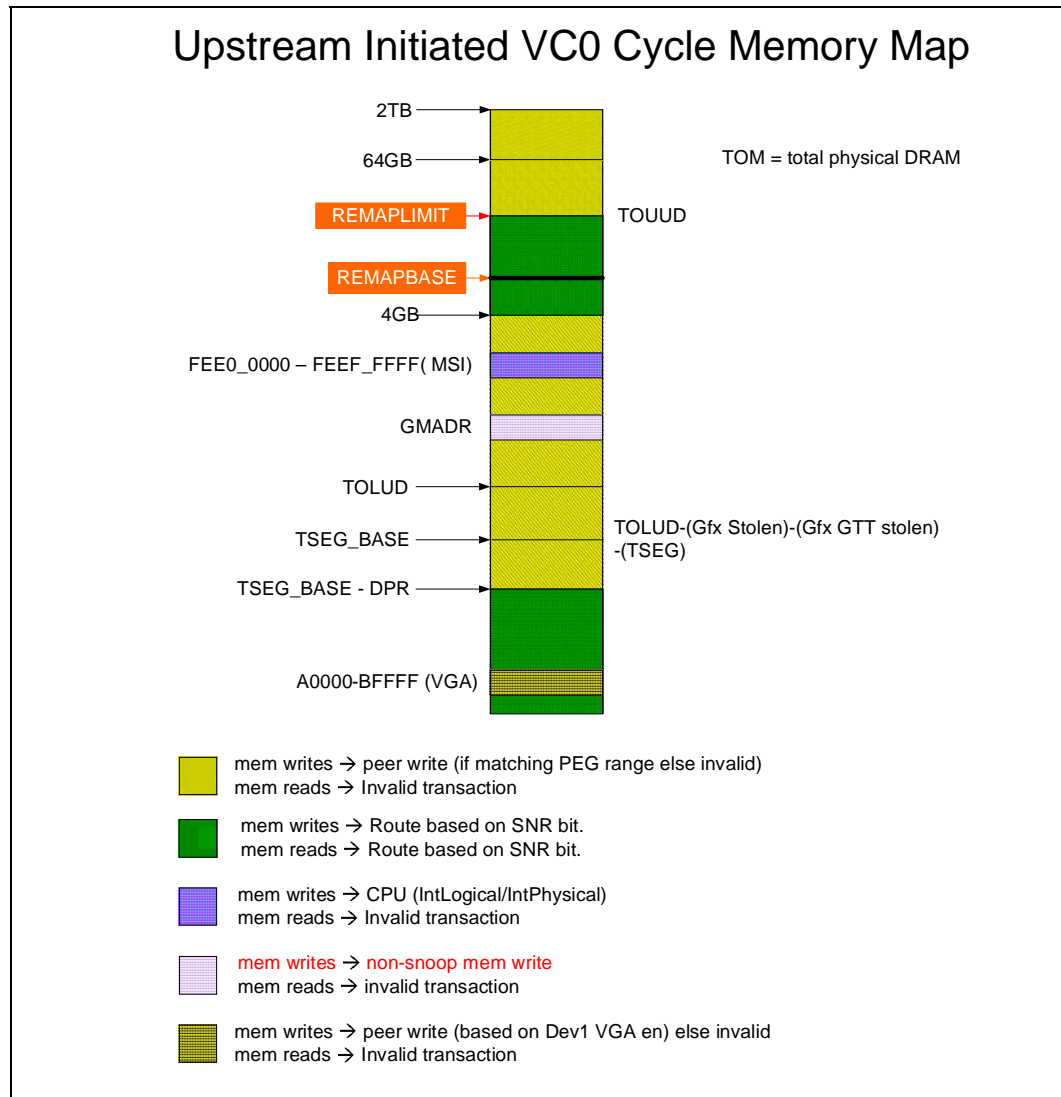 Upstream Initiated VC0 Cycle Memory Map
2TB
64GB
TOM = total physical DRAM
REMAPLIMIT
TOUUD
REMAPBASE
4GB
FEE0_0000 – FEEF_FFFF( MSI)
GMADR
TOLUD
TSEG_BASE
TOLUD-(Gfx Stolen)-(Gfx GTT stolen)
-(TSEG)
TSEG_BASE - DPR
A0000-BFFFF (VGA)
mem writes → peer write (if matching PEG range else invalid)
mem reads → Invalid transaction
mem writes → Route based on SNR bit.
mem reads → Route based on SNR bit.
mem writes → CPU (IntLogical/IntPhysical)
mem reads → Invalid transaction
mem writes → non-snoop mem write
mem reads → invalid transaction
mem writes → peer write (based on Dev1 VGA en) else invalid
mem reads → Invalid transaction